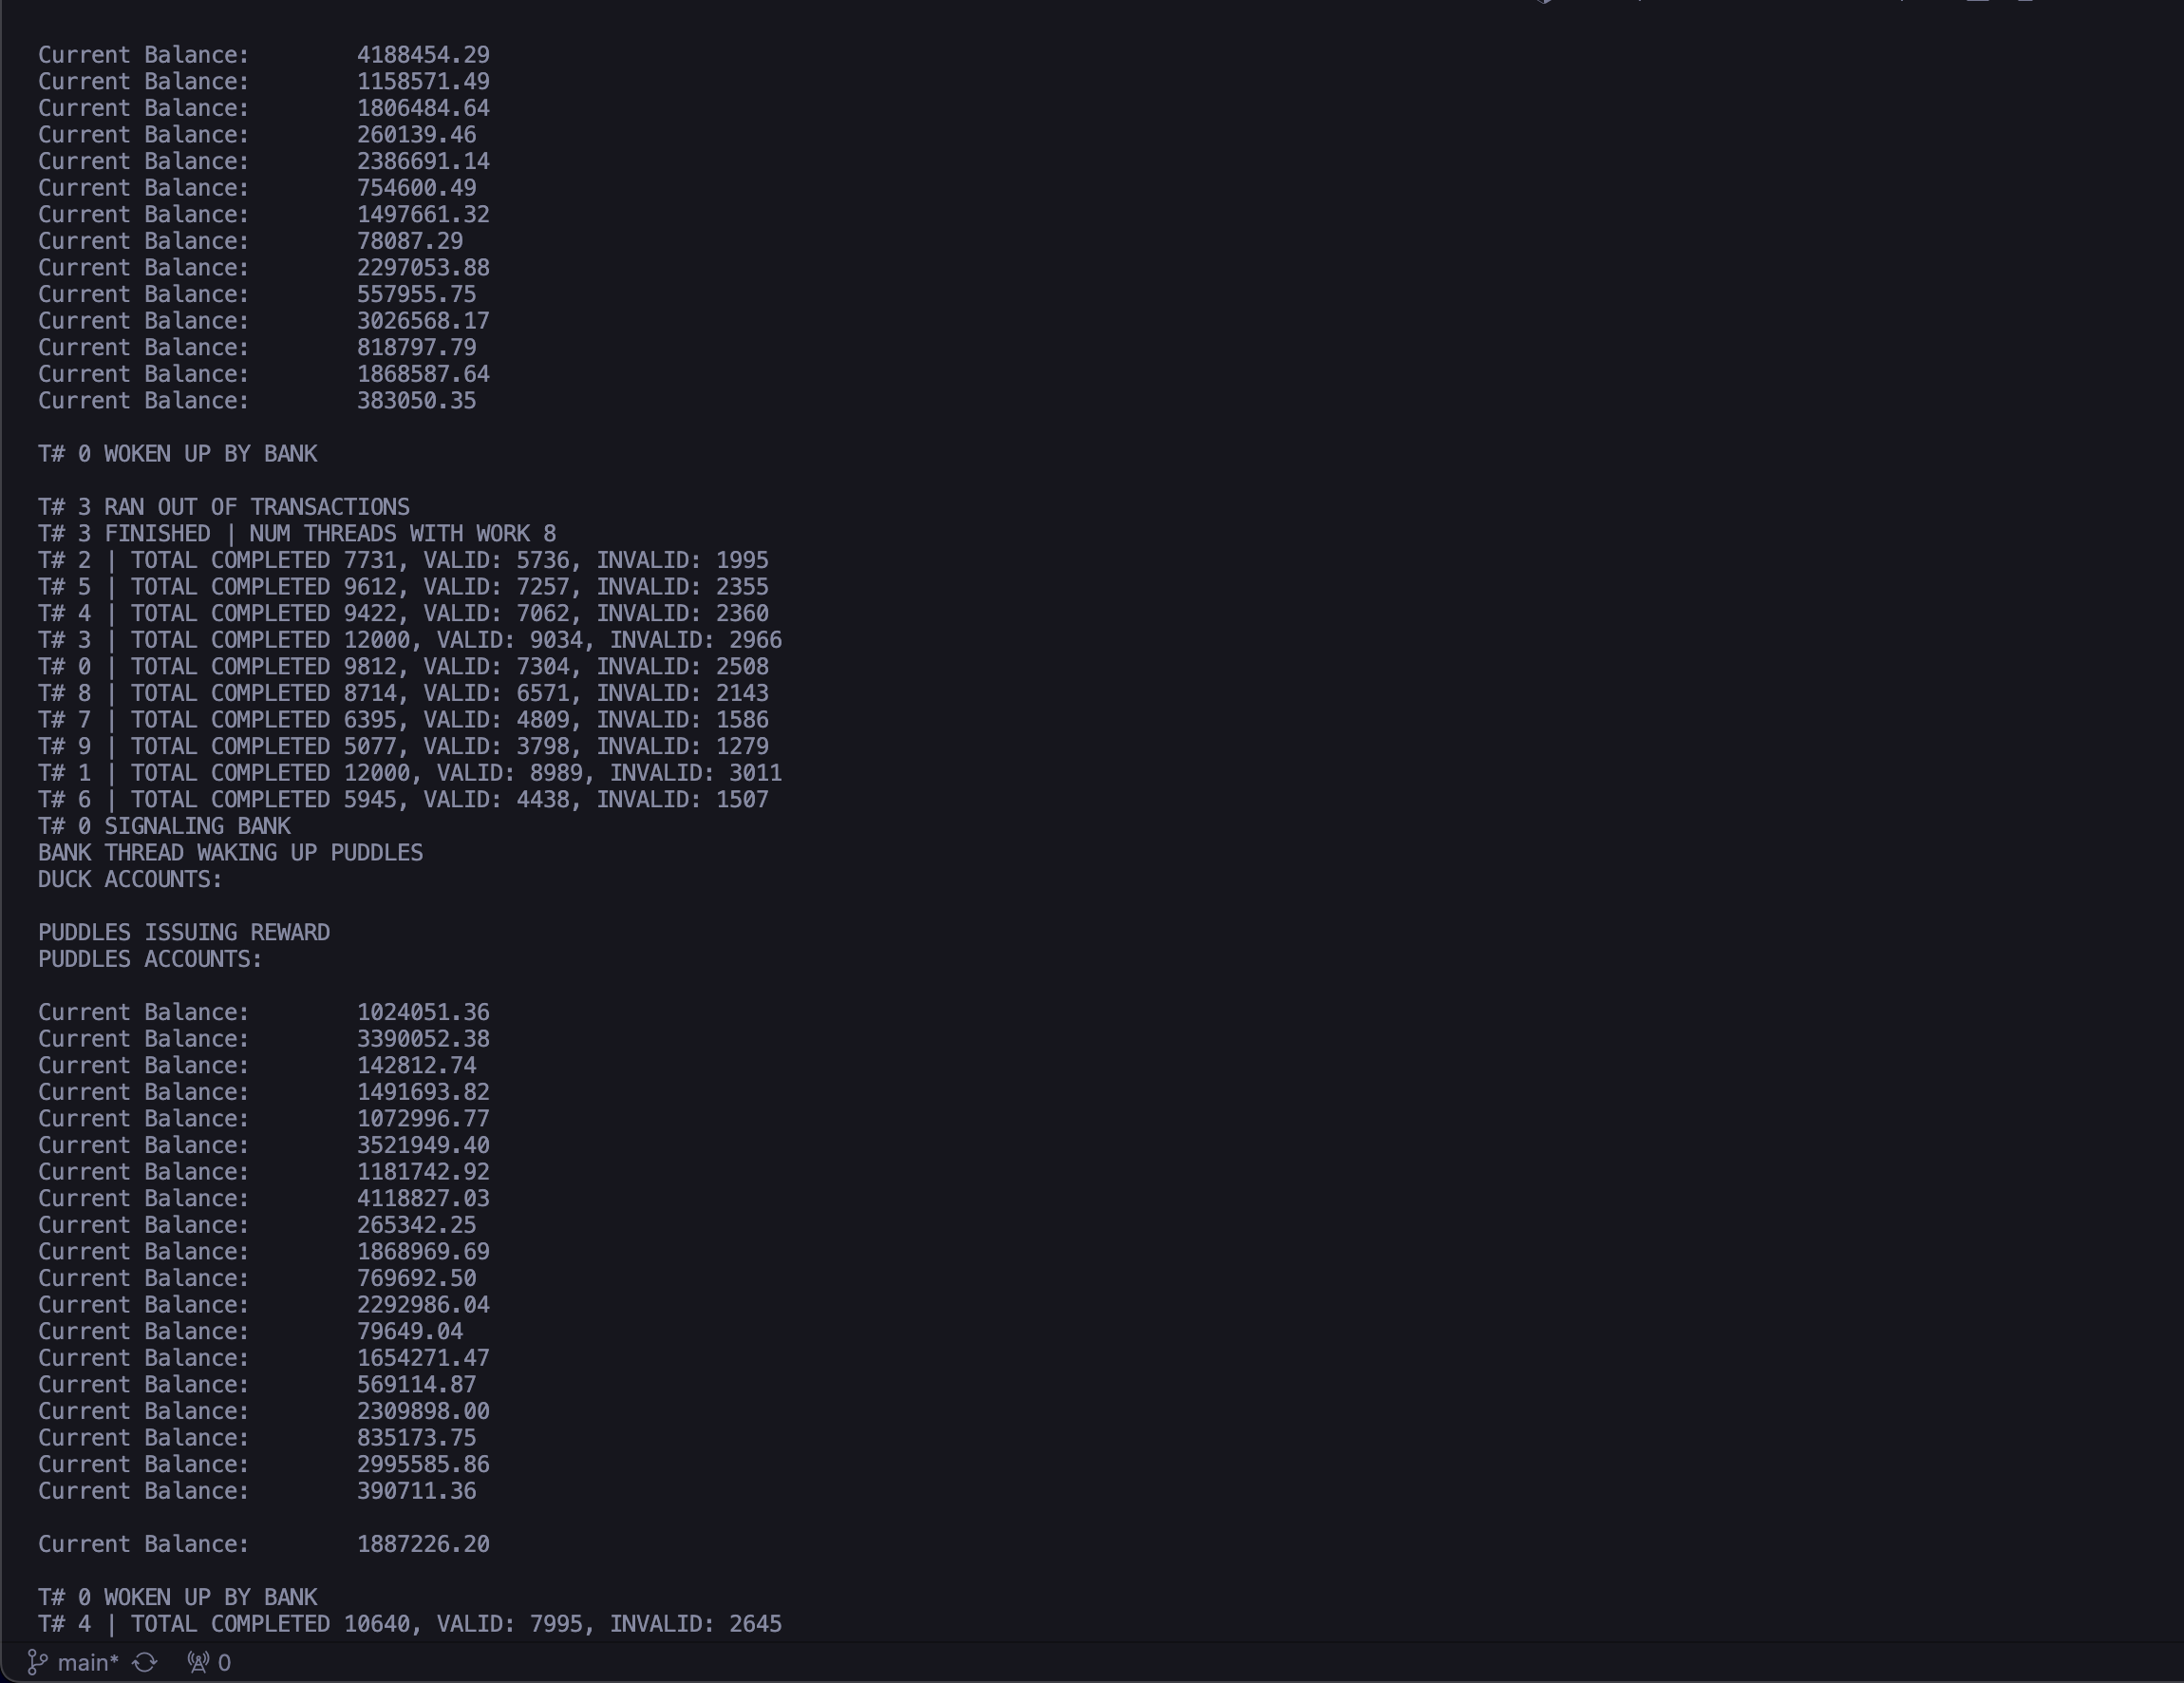 Current Balance: 4188454.29
Current Balance: 1158571.49
Current Balance: 1806484.64
Current Balance: 260139.46
Current Balance: 2386691.14
Current Balance: 754600.49
Current Balance: 1497661.32
Current Balance: 78087.29
Current Balance: 2297053.88
Current Balance: 557955.75
Current Balance: 3026568.17
Current Balance: 818797.79
Current Balance: 1868587.64
Current Balance: 383050.35
T# 0 WOKEN UP BY BANK
T# 3 RAN OUT OF TRANSACTIONS
T# 3 FINISHED | NUM THREADS WITH WORK 8
T# 2 | TOTAL COMPLETED 7731, VALID: 5736, INVALID: 1995
T# 5 | TOTAL COMPLETED 9612, VALID: 7257, INVALID: 2355
T# 4 | TOTAL COMPLETED 9422, VALID: 7062, INVALID: 2360
T# 3 | TOTAL COMPLETED 12000, VALID: 9034, INVALID: 2966
T# 0 | TOTAL COMPLETED 9812, VALID: 7304, INVALID: 2508
T# 8 | TOTAL COMPLETED 8714, VALID: 6571, INVALID: 2143
T# 7 | TOTAL COMPLETED 6395, VALID: 4809, INVALID: 1586
T# 9 | TOTAL COMPLETED 5077, VALID: 3798, INVALID: 1279
T# 1 | TOTAL COMPLETED 12000, VALID: 8989, INVALID: 3011
T# 6 | TOTAL COMPLETED 5945, VALID: 4438, INVALID: 1507
T# 0 SIGNALING BANK
BANK THREAD WAKING UP PUDDLES
DUCK ACCOUNTS:
PUDDLES ISSUING REWARD
PUDDLES ACCOUNTS:
Current Balance: 1024051.36
Current Balance: 3390052.38
Current Balance: 142812.74
Current Balance: 1491693.82
Current Balance: 1072996.77
Current Balance: 3521949.40
Current Balance: 1181742.92
Current Balance: 4118827.03
Current Balance: 265342.25
Current Balance: 1868969.69
Current Balance: 769692.50
Current Balance: 2292986.04
Current Balance: 79649.04
Current Balance: 1654271.47
Current Balance: 569114.87
Current Balance: 2309898.00
Current Balance: 835173.75
Current Balance: 2995585.86
Current Balance: 390711.36
Current Balance: 1887226.20
T# 0 WOKEN UP BY BANK
T# 4 | TOTAL COMPLETED 10640, VALID: 7995, INVALID: 2645
main* 0